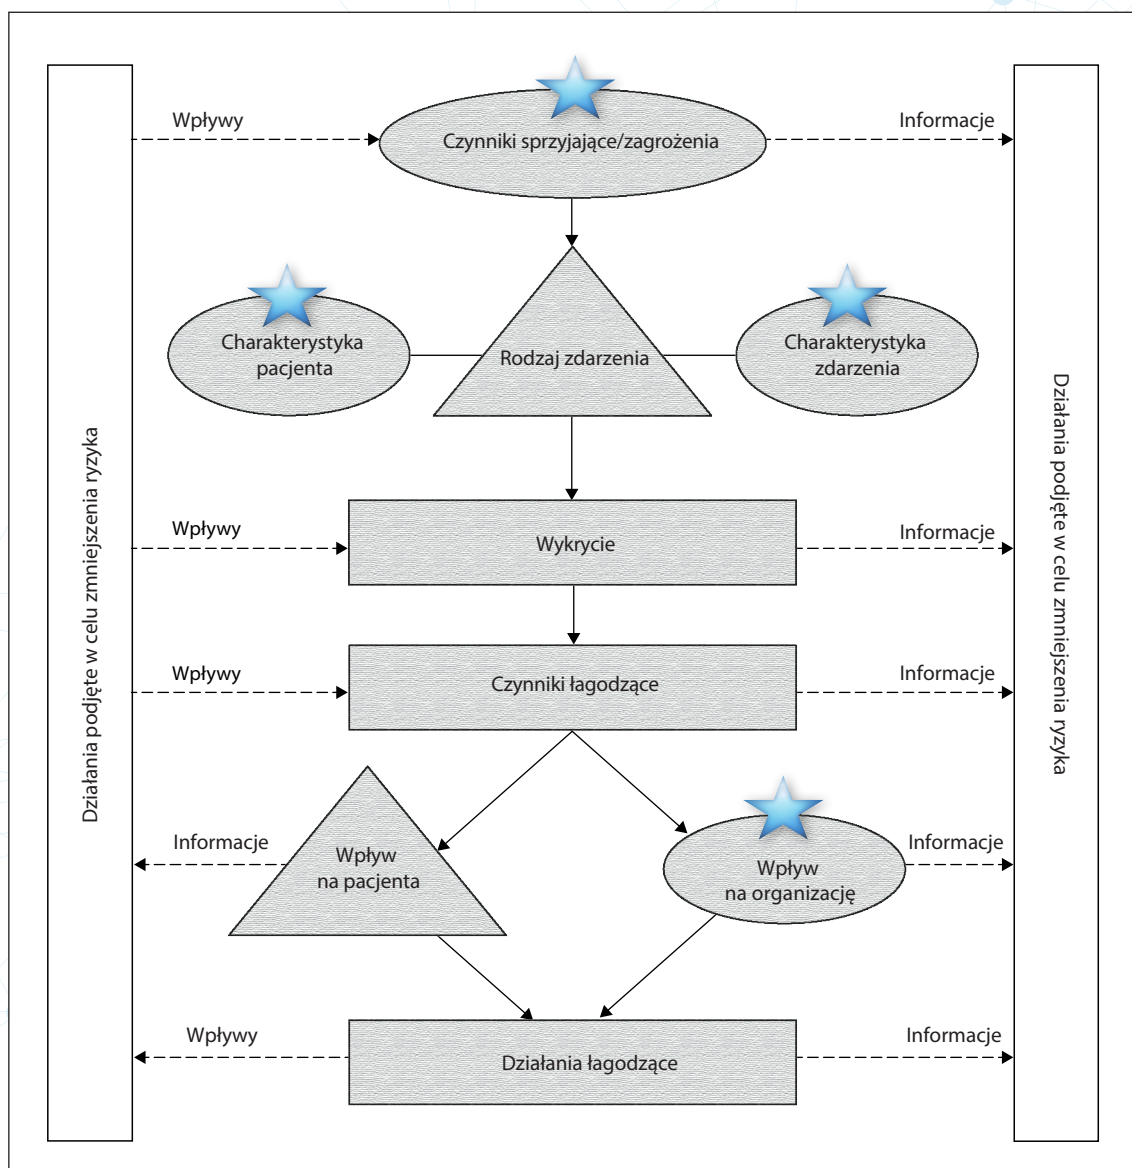 Wpływy
Czynniki sprzyjające/zagrożenia
Informacje
Charakterystyka
pacjenta
Rodzaj zdarzenia
Charakterystyka
zdarzenia
Działania podjęte w celu zmniejszenia ryzyka
Działania podjęte w celu zmniejszenia ryzyka
Wpływy
Wykrycie
Informacje
Wpływy
Czynniki łagodzące
Informacje
Informacje
Wpływ
na pacjenta
Wpływ
na organizację
Informacje
Wpływy
Działania łagodzące
Informacje